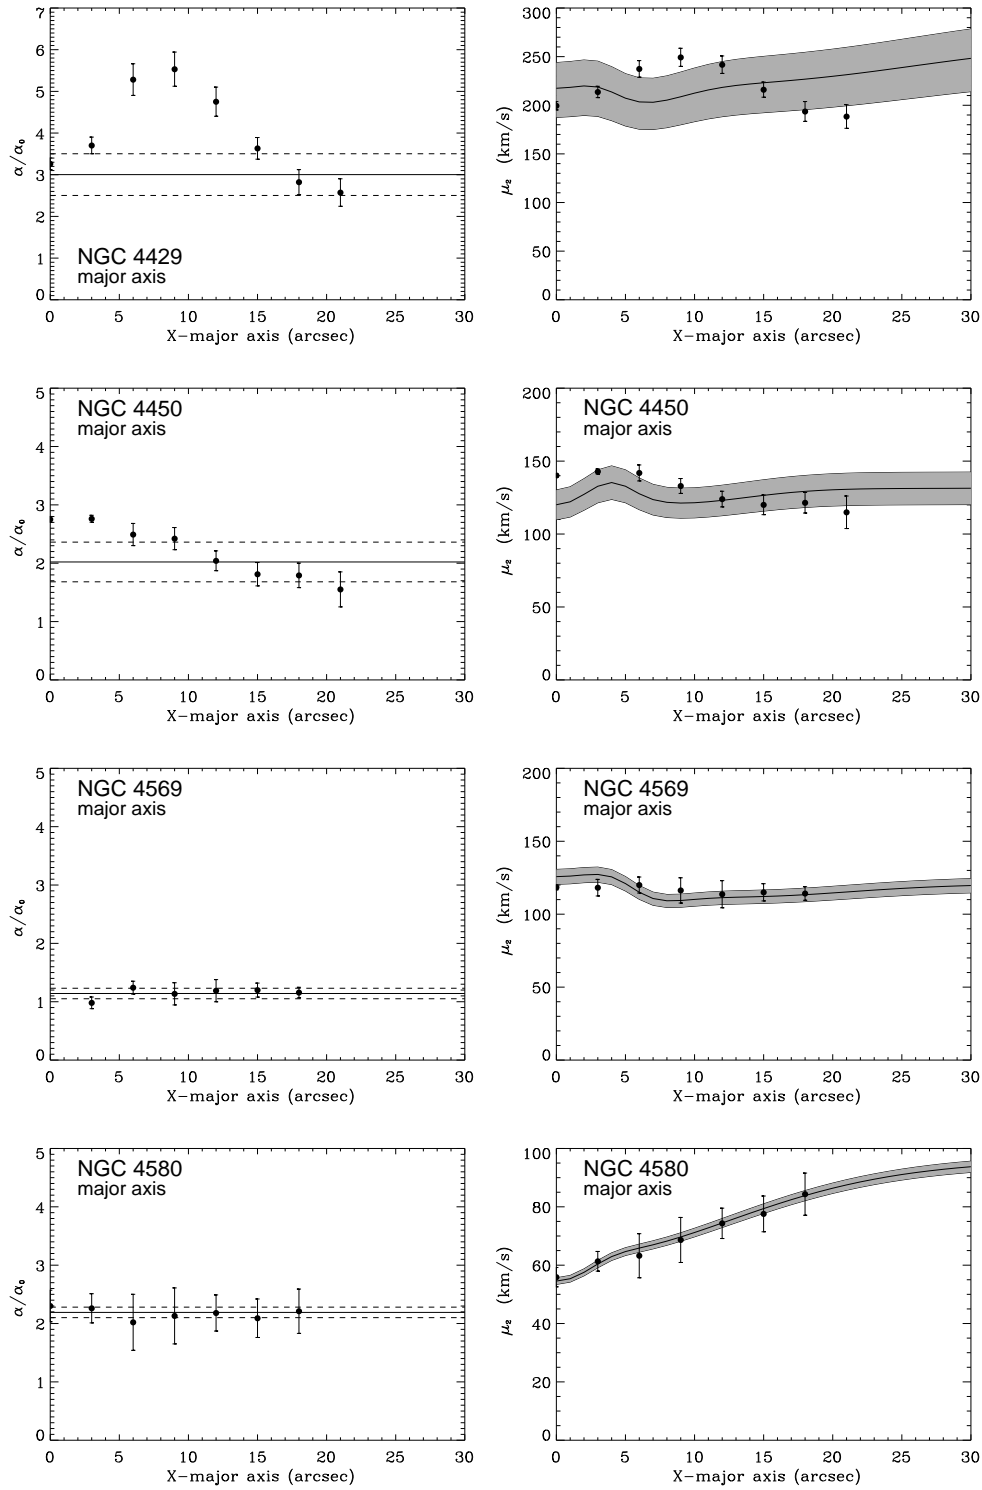 7
6
5
4
3
2
1
0
α/α₀
NGC 4429
major axis
0 5 10 15 20 25 30
X-major axis (arcsec)
300
250
200
150
100
50
0
μ₂ (km/s)
0 5 10 15 20 25 30
X-major axis (arcsec)
5
4
3
2
1
0
α/α₀
NGC 4450
major axis
0 5 10 15 20 25 30
X-major axis (arcsec)
200
150
100
50
0
μ₂ (km/s)
NGC 4450
major axis
0 5 10 15 20 25 30
X-major axis (arcsec)
5
4
3
2
1
0
α/α₀
NGC 4569
major axis
0 5 10 15 20 25 30
X-major axis (arcsec)
200
150
100
50
0
μ₂ (km/s)
NGC 4569
major axis
0 5 10 15 20 25 30
X-major axis (arcsec)
5
4
3
2
1
0
α/α₀
NGC 4580
major axis
0 5 10 15 20 25 30
X-major axis (arcsec)
100
80
60
40
20
0
μ₂ (km/s)
NGC 4580
major axis
0 5 10 15 20 25 30
X-major axis (arcsec)